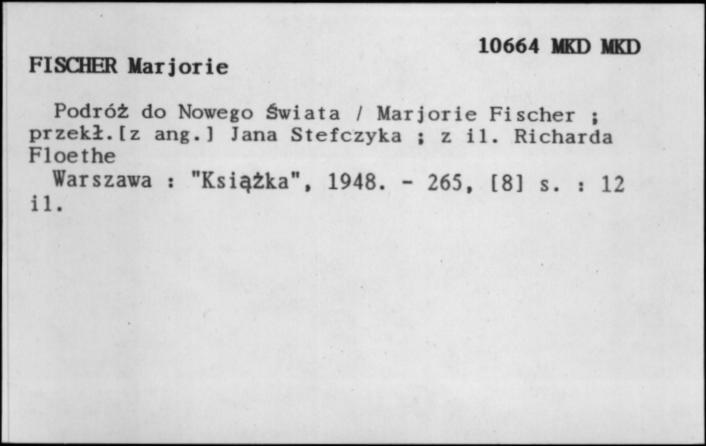 10664 MKD MKD
FISCHER Marjorie
Podróż do Nowego Świata / Marjorie Fischer ;
przekł.[z ang.] Jana Stefczyka ; z il. Richarda
Floethe
Warszawa : "Książka", 1948. - 265, [8] s. : 12
il.